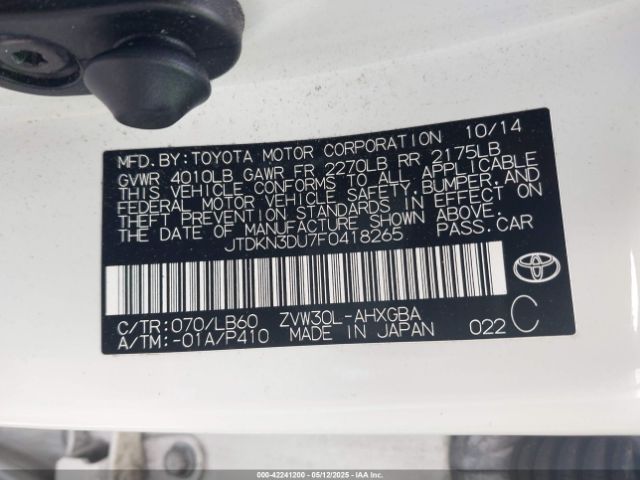 MFD. BY: TOYOTA MOTOR CORPORATION 10/14
GVWR 4010LB GAWR FR 2270LB RR 2175LB
THIS VEHICLE CONFORMS TO ALL APPLICABLE
FEDERAL MOTOR VEHICLE SAFETY, BUMPER, AND
THEFT PREVENTION STANDARDS IN EFFECT ON
THE DATE OF MANUFACTURE SHOWN ABOVE.
JTDKN3DU7F0418265 PASS. CAR
C/TR: 070/LB60 ZVW30L-AHXGBA
A/TM: -01A/P410 MADE IN JAPAN 022 C
000-42241200 - 05/12/2025 - IAA, Inc. Copyright